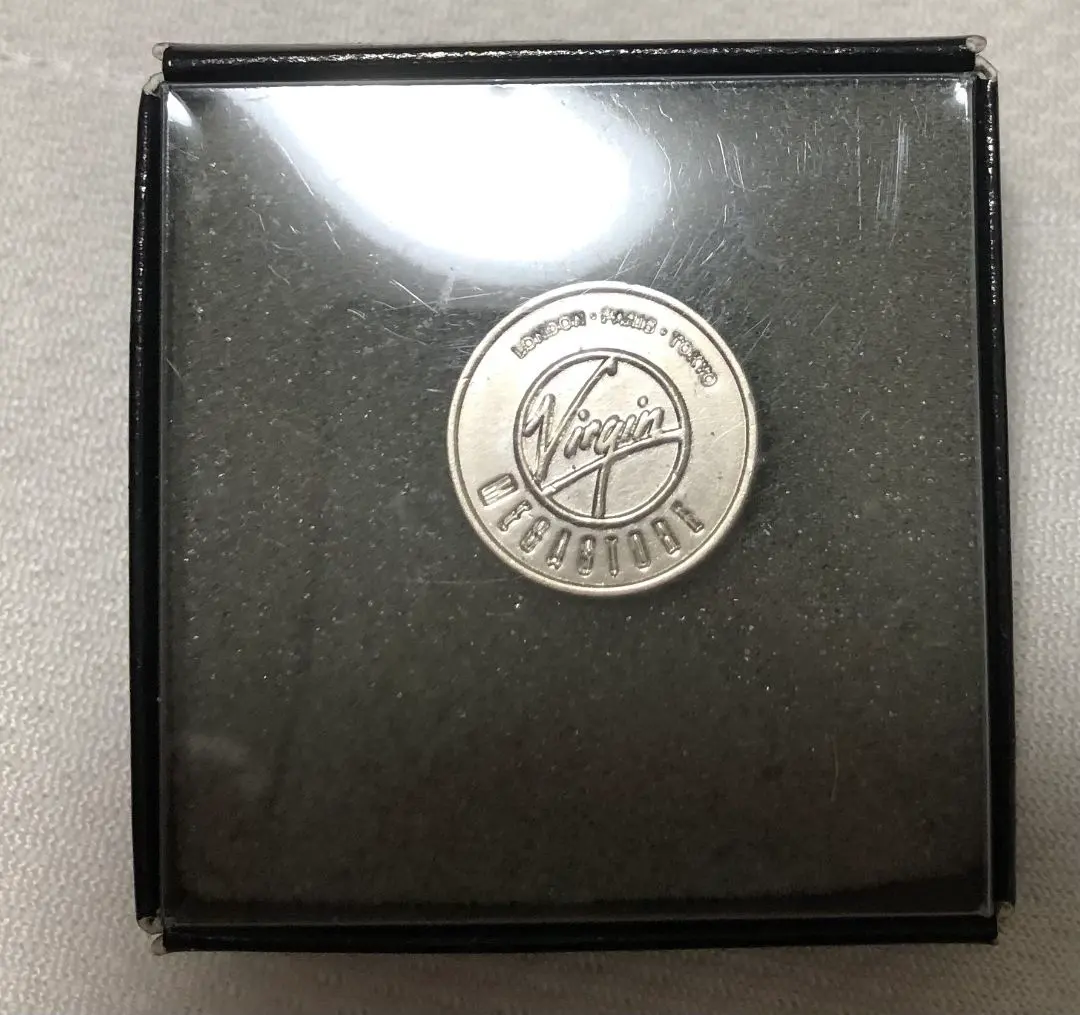 LONDON · PARIS · TOKYO
Virgin
MEGASTORE